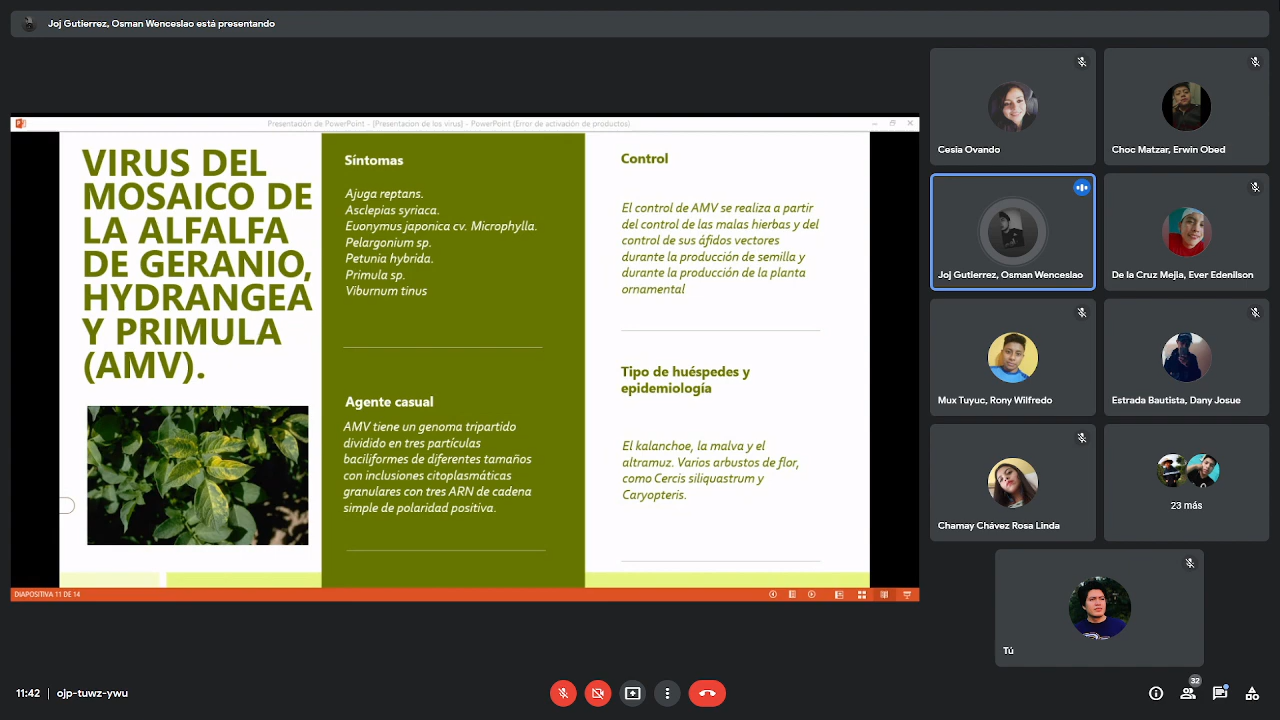 Joj Gutierrez, Osman Wenceslao está presentando
Presentación de PowerPoint - [Presentacion de los virus] - PowerPoint (Error de activación de productos)
VIRUS DEL
MOSAICO DE
LA ALFALFA
DE GERANIO,
HYDRANGEA
Y PRIMULA
(AMV).
Síntomas
Ajuga reptans.
Asclepias syriaca.
Euonymus japonica cv. Microphylla.
Pelargonium sp.
Petunia hybrida.
Primula sp.
Viburnum tinus
Agente casual
AMV tiene un genoma tripartido
dividido en tres partículas
baciliformes de diferentes tamaños
con inclusiones citoplasmáticas
granulares con tres ARN de cadena
simple de polaridad positiva.
Control
El control de AMV se realiza a partir
del control de las malas hierbas y del
control de sus áfidos vectores
durante la producción de semilla y
durante la producción de la planta
ornamental
Tipo de huéspedes y
epidemiología
El kalanchoe, la malva y el
altramuz. Varios arbustos de flor,
como Cercis siliquastrum y
Caryopteris.
DIAPOSITIVA 11 DE 14
Cesia Ovando
Choc Matzar, Erwin Obed
Joj Gutierrez, Osman Wenceslao
De la Cruz Mejia, Ever Danilson
Mux Tuyuc, Rony Wilfredo
Estrada Bautista, Dany Josue
Chamay Chávez Rosa Linda
23 más
Tú
11:42 | ojp-tuwz-ywu
32